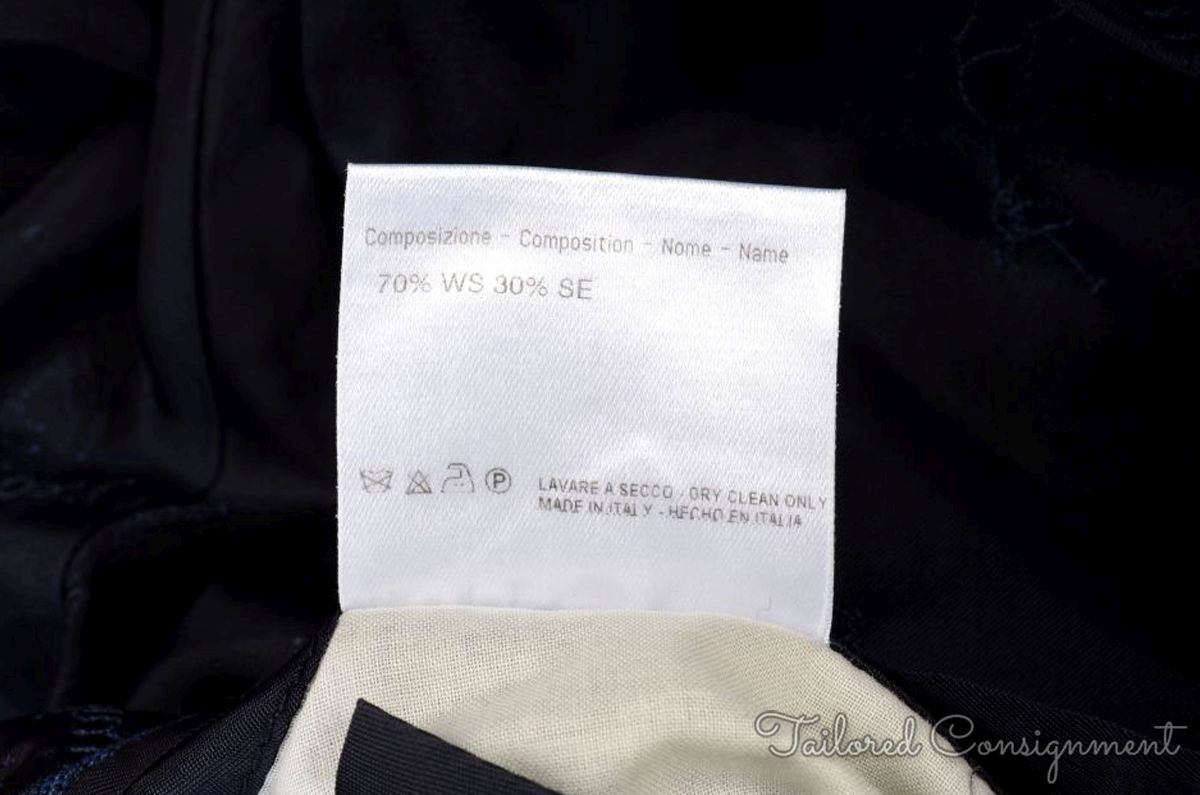 Composizione - Composition - Nome - Name
70% WS 30% SE
P
LAVARE A SECCO - DRY CLEAN ONLY
MADE IN ITALY - HECHO EN ITALIA
Tailored Consignment